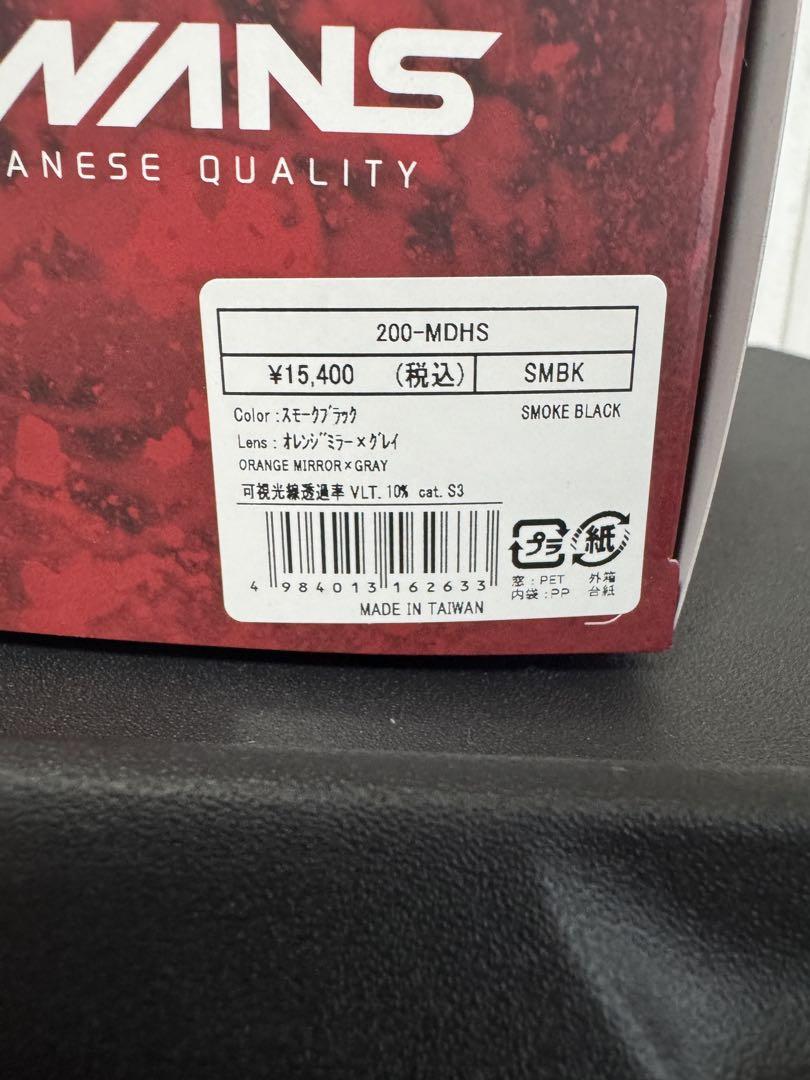 WANS
ANESE QUALITY
200-MDHS
¥15,400 (税込) SMBK
Color :スモークブラック SMOKE BLACK
Lens : オレンジミラー×グレイ
ORANGE MIRROR×GRAY
可視光線透過率 VLT. 10% cat. S3
4 984013 162633
プラ 紙
窓 : PET 外箱
内袋 : PP 台紙
MADE IN TAIWAN